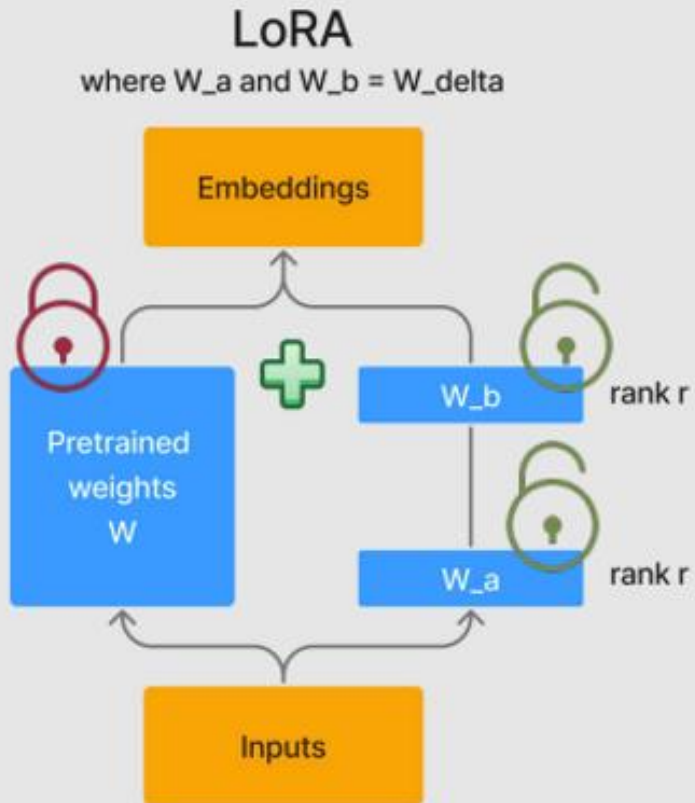 LoRA
where W_a and W_b = W_delta
Embeddings
W_b
rank r
Pretrained
weights
W
W_a
rank r
Inputs